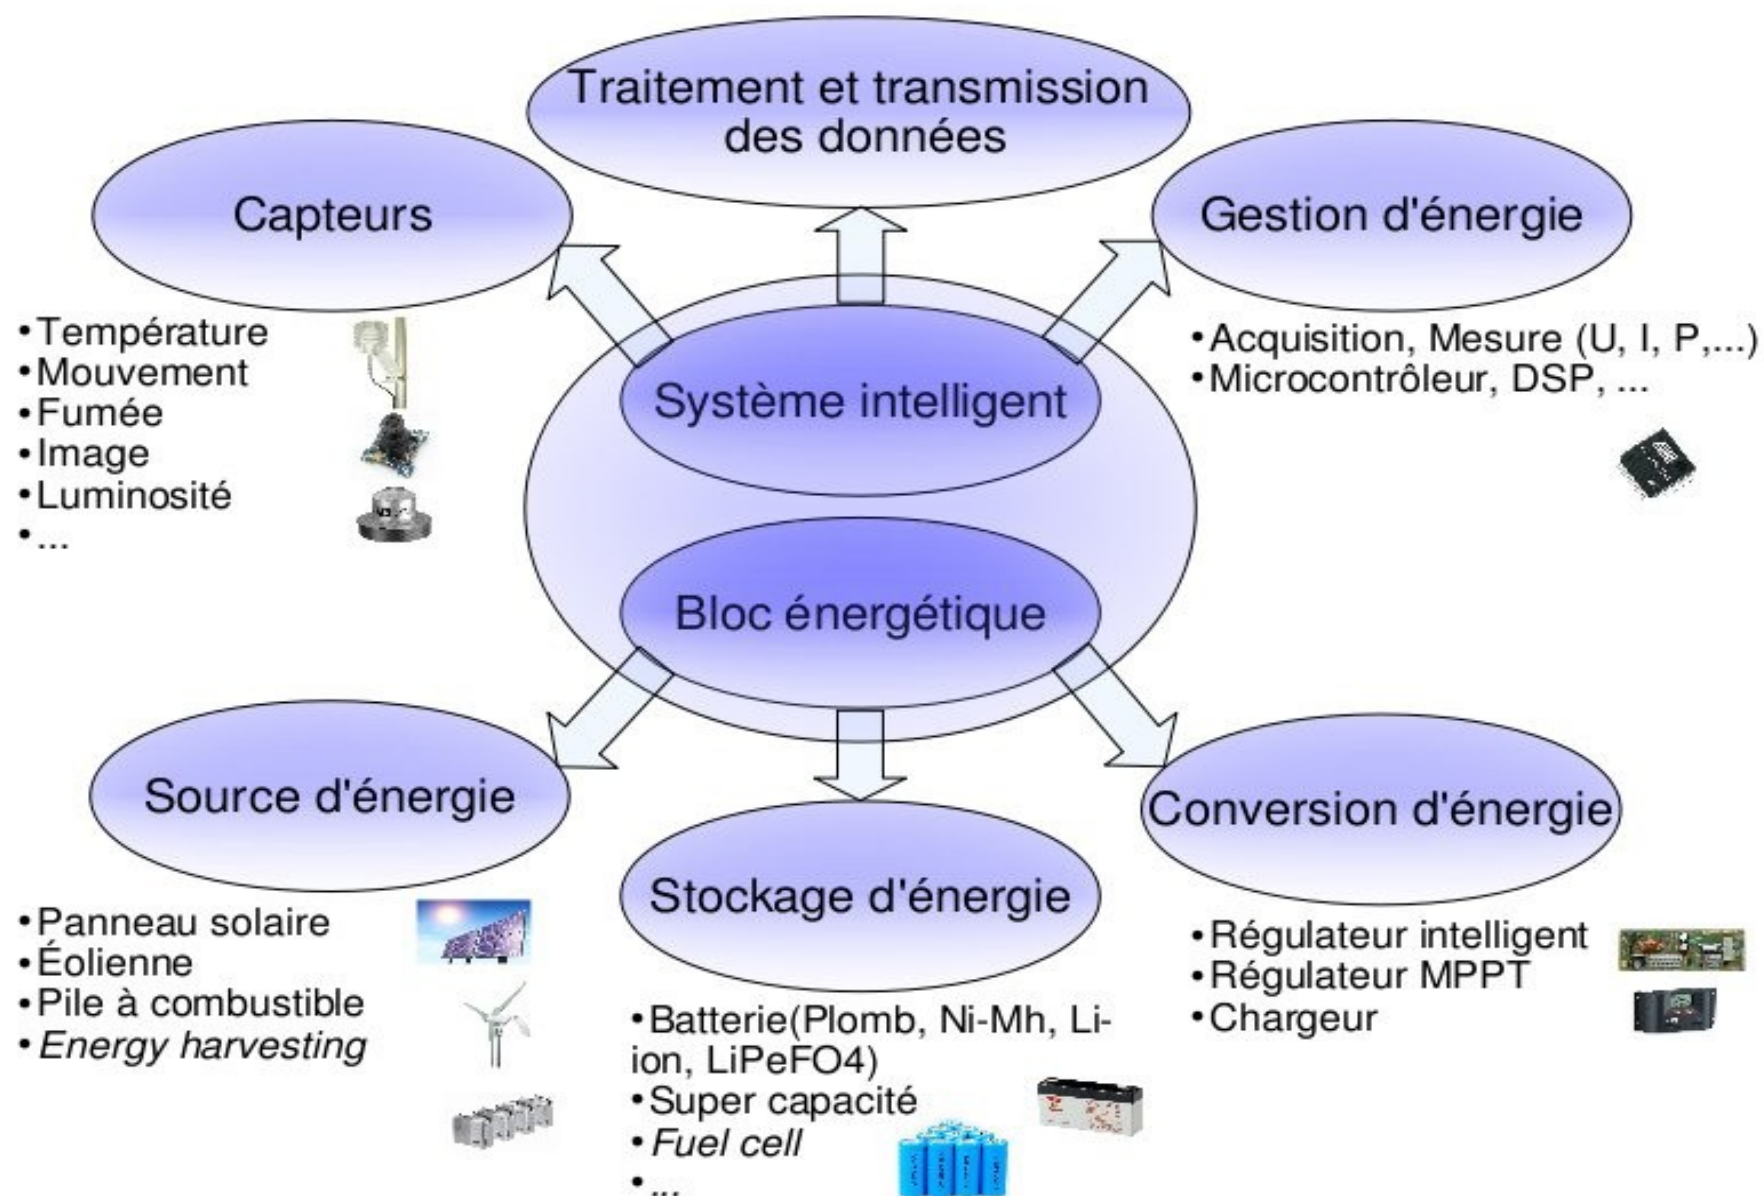 Traitement et transmission
des données
Capteurs
Gestion d'énergie
•Température
•Mouvement
•Fumée
•Image
•Luminosité
•...
•Acquisition, Mesure (U, I, P,...)
•Microcontrôleur, DSP, ...
Système intelligent
Bloc énergétique
Source d'énergie
Stockage d'énergie
Conversion d'énergie
•Panneau solaire
•Éolienne
•Pile à combustible
•Energy harvesting
•Batterie(Plomb, Ni-Mh, Li-
ion, LiPeFO4)
•Super capacité
•Fuel cell
•...
•Régulateur intelligent
•Régulateur MPPT
•Chargeur